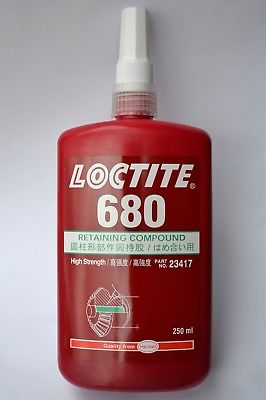 LOCTITE®
680
RETAINING COMPOUND
圆柱形部件固持胶 / はめ合い用
High Strength / 高强度 / 高強度 PART NO. 23417
250 ml
Quality from Henkel